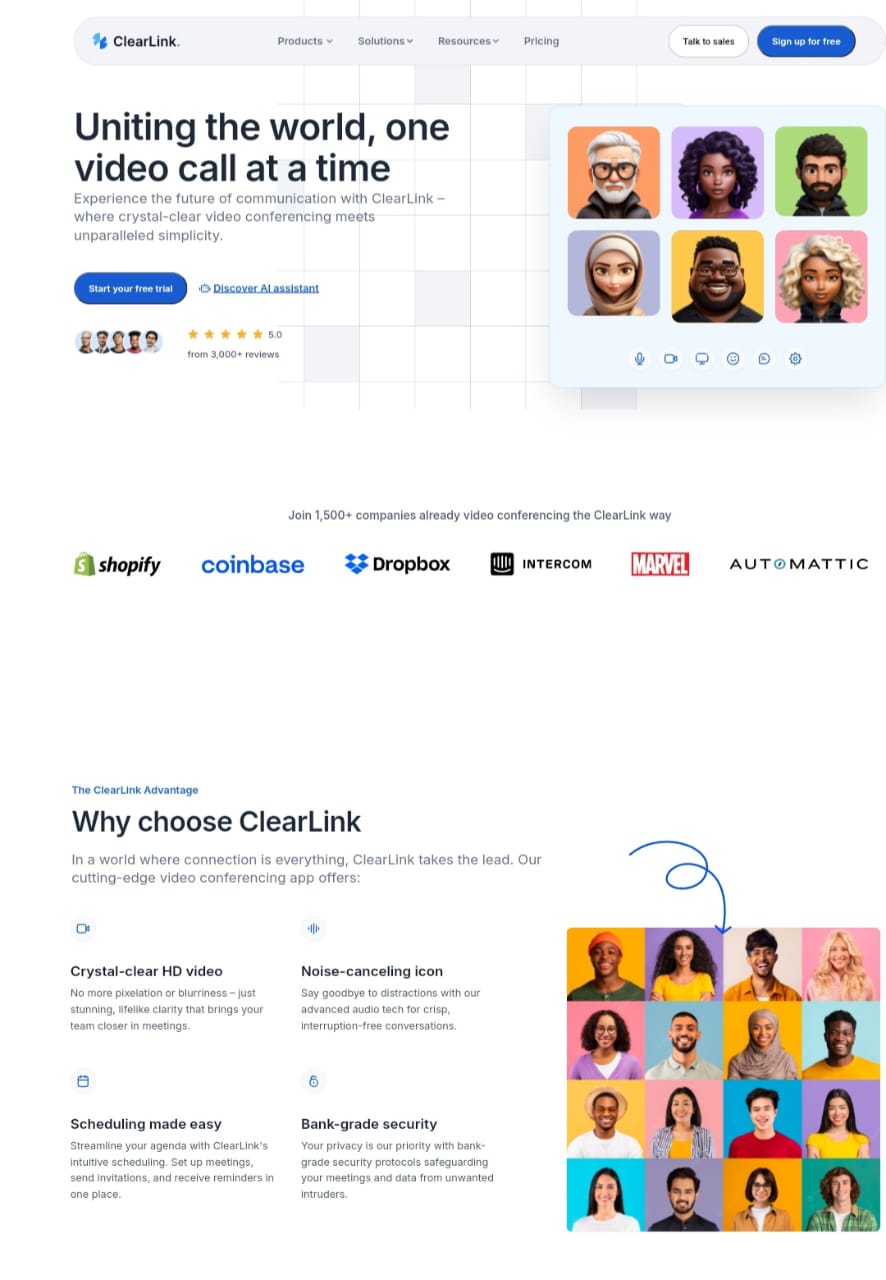 ClearLink.
Products
Solutions
Resources
Pricing
Talk to sales
Sign up for free
Uniting the world, one
video call at a time
Experience the future of communication with ClearLink –
where crystal-clear video conferencing meets
unparalleled simplicity.
Start your free trial
Discover AI assistant
5.0
from 3,000+ reviews
Join 1,500+ companies already video conferencing the ClearLink way
shopify
coinbase
Dropbox
INTERCOM
MARVEL
AUTOMATTIC
The ClearLink Advantage
Why choose ClearLink
In a world where connection is everything, ClearLink takes the lead. Our
cutting-edge video conferencing app offers:
Crystal-clear HD video
No more pixelation or blurriness – just
stunning, lifelike clarity that brings your
team closer in meetings.
Noise-canceling icon
Say goodbye to distractions with our
advanced audio tech for crisp,
interruption-free conversations.
Scheduling made easy
Streamline your agenda with ClearLink's
intuitive scheduling. Set up meetings,
send invitations, and receive reminders in
one place.
Bank-grade security
Your privacy is our priority with bank-
grade security protocols safeguarding
your meetings and data from unwanted
intruders.